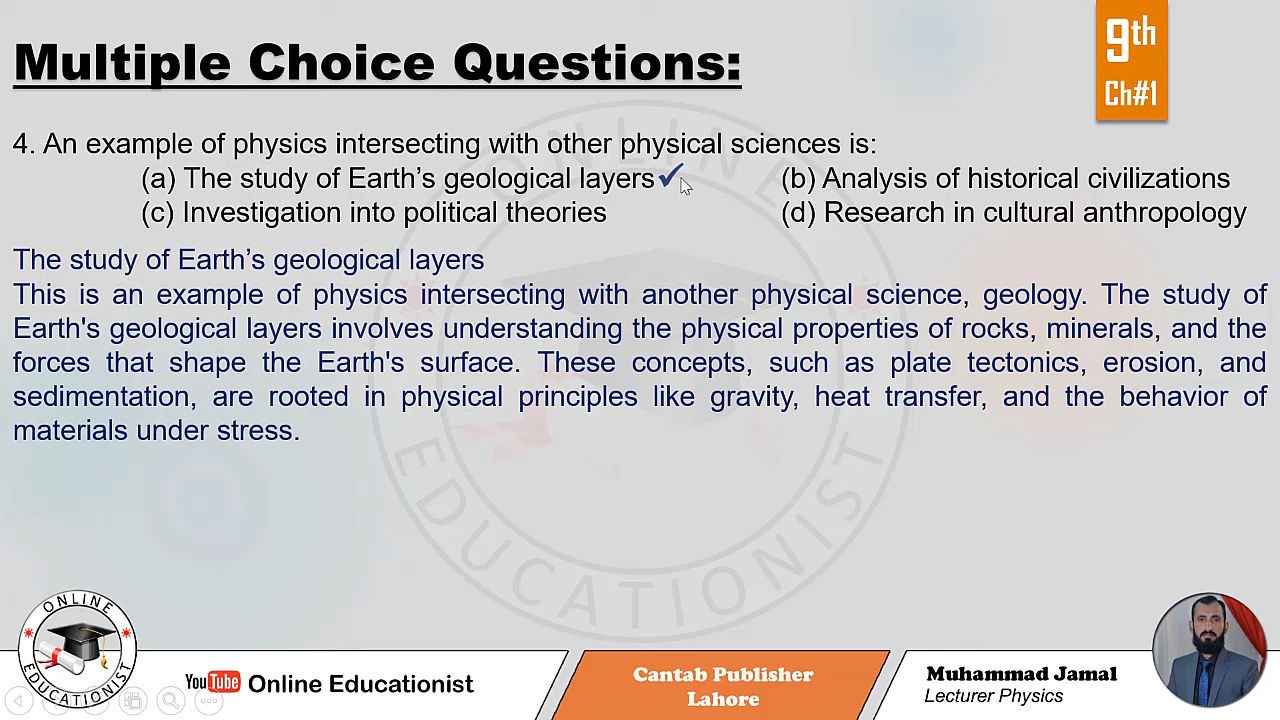 Multiple Choice Questions:
9th
Ch#1
4. An example of physics intersecting with other physical sciences is:
(a) The study of Earth’s geological layers✓ (b) Analysis of historical civilizations
(c) Investigation into political theories (d) Research in cultural anthropology
The study of Earth’s geological layers
This is an example of physics intersecting with another physical science, geology. The study of
Earth's geological layers involves understanding the physical properties of rocks, minerals, and the
forces that shape the Earth's surface. These concepts, such as plate tectonics, erosion, and
sedimentation, are rooted in physical principles like gravity, heat transfer, and the behavior of
materials under stress.
ONLINE
EDUCATIONIST
ONLINE
EDUCATIONIST
YouTube Online Educationist
Cantab Publisher
Lahore
Muhammad Jamal
Lecturer Physics